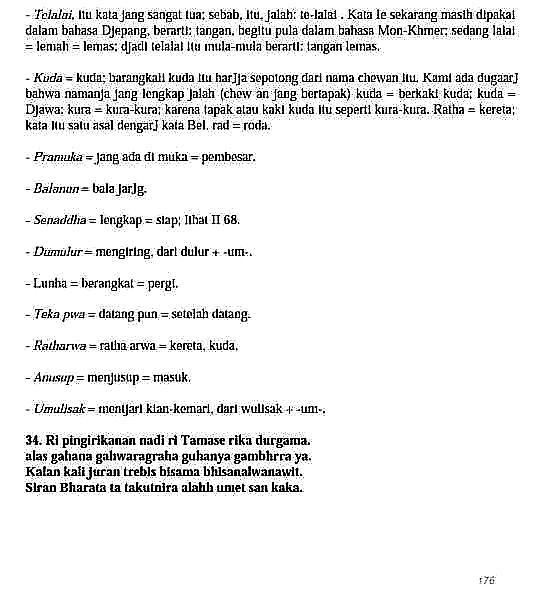 - Telalai, itu kata jang sangat tua; sebab, itu, jalah: te-lalai . Kata Ie sekarang masih dipakai
dalam bahasa Djepang, berarti: tangan, begitu pula dalam bahasa Mon-Khmer; sedang lalai
= lemah = lemas; djadi telalai itu mula-mula berarti: tangan lemas.
- Kuda = kuda; barangkali kuda itu harJja sepotong dari nama chewan itu. Kami ada dugaarJ
bahwa namanja jang lengkap jalah (chew an jang bertapak) kuda = berkaki kuda; kuda =
Djawa: kura = kura-kura; karena tapak atau kaki kuda itu seperti kura-kura. Ratha = kereta;
kata itu satu asal dengarJ kata Bel. rad = roda.
- Pramuka = jang ada di muka = pembesar.
- Balanun = bala jarJg.
- Senaddha = lengkap = siap; lihat II 68.
- Dumulur = mengiring, dari dulur + -um-.
- Lunha = berangkat = pergi.
- Teka pwa = datang pun = setelah datang.
- Ratharwa = ratha arwa = kereta, kuda.
- Anusup = menjusup = masuk.
- Umulisak = mentjari kian-kemari, dari wulisak + -um-.
34. Ri pingirikanan nadi ri Tamase rika durgama.
alas gahana gahwaragraha guhanya gambhrra ya.
Kalan kali juran trebis bisama bhisanalwanawit.
Siran Bharata ta takutnira alahh umet san kaka.
176